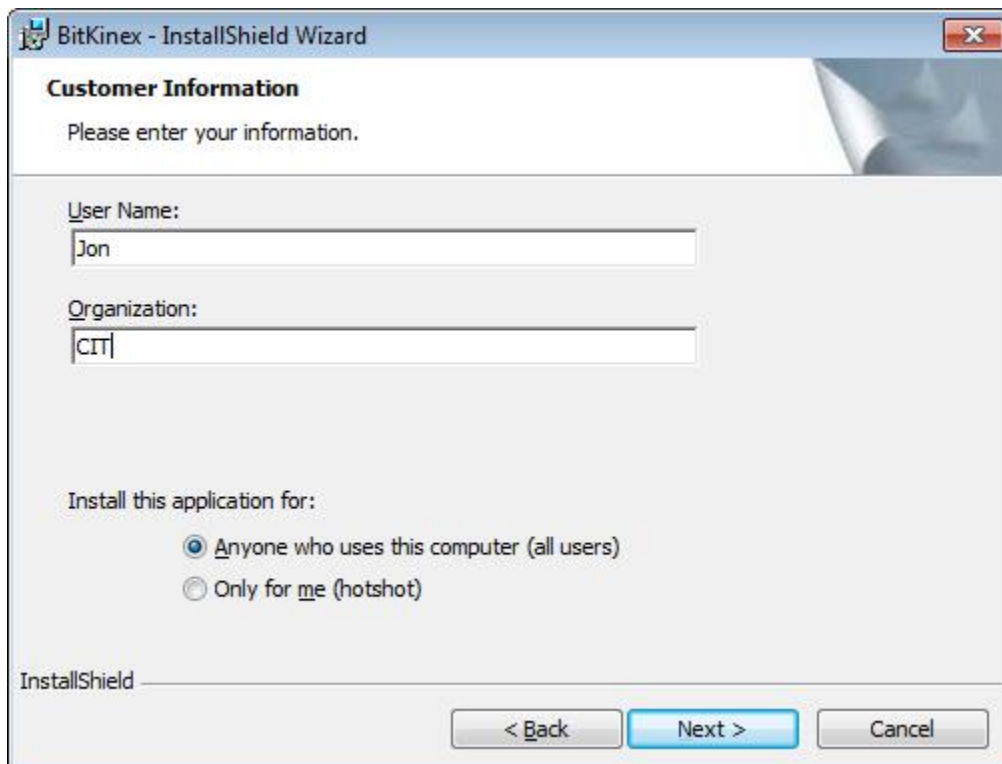 BitKinex - InstallShield Wizard
Customer Information
Please enter your information.
User Name:
Jon
Organization:
CIT
Install this application for:
Anyone who uses this computer (all users)
Only for me (hotshot)
InstallShield
< Back Next > Cancel